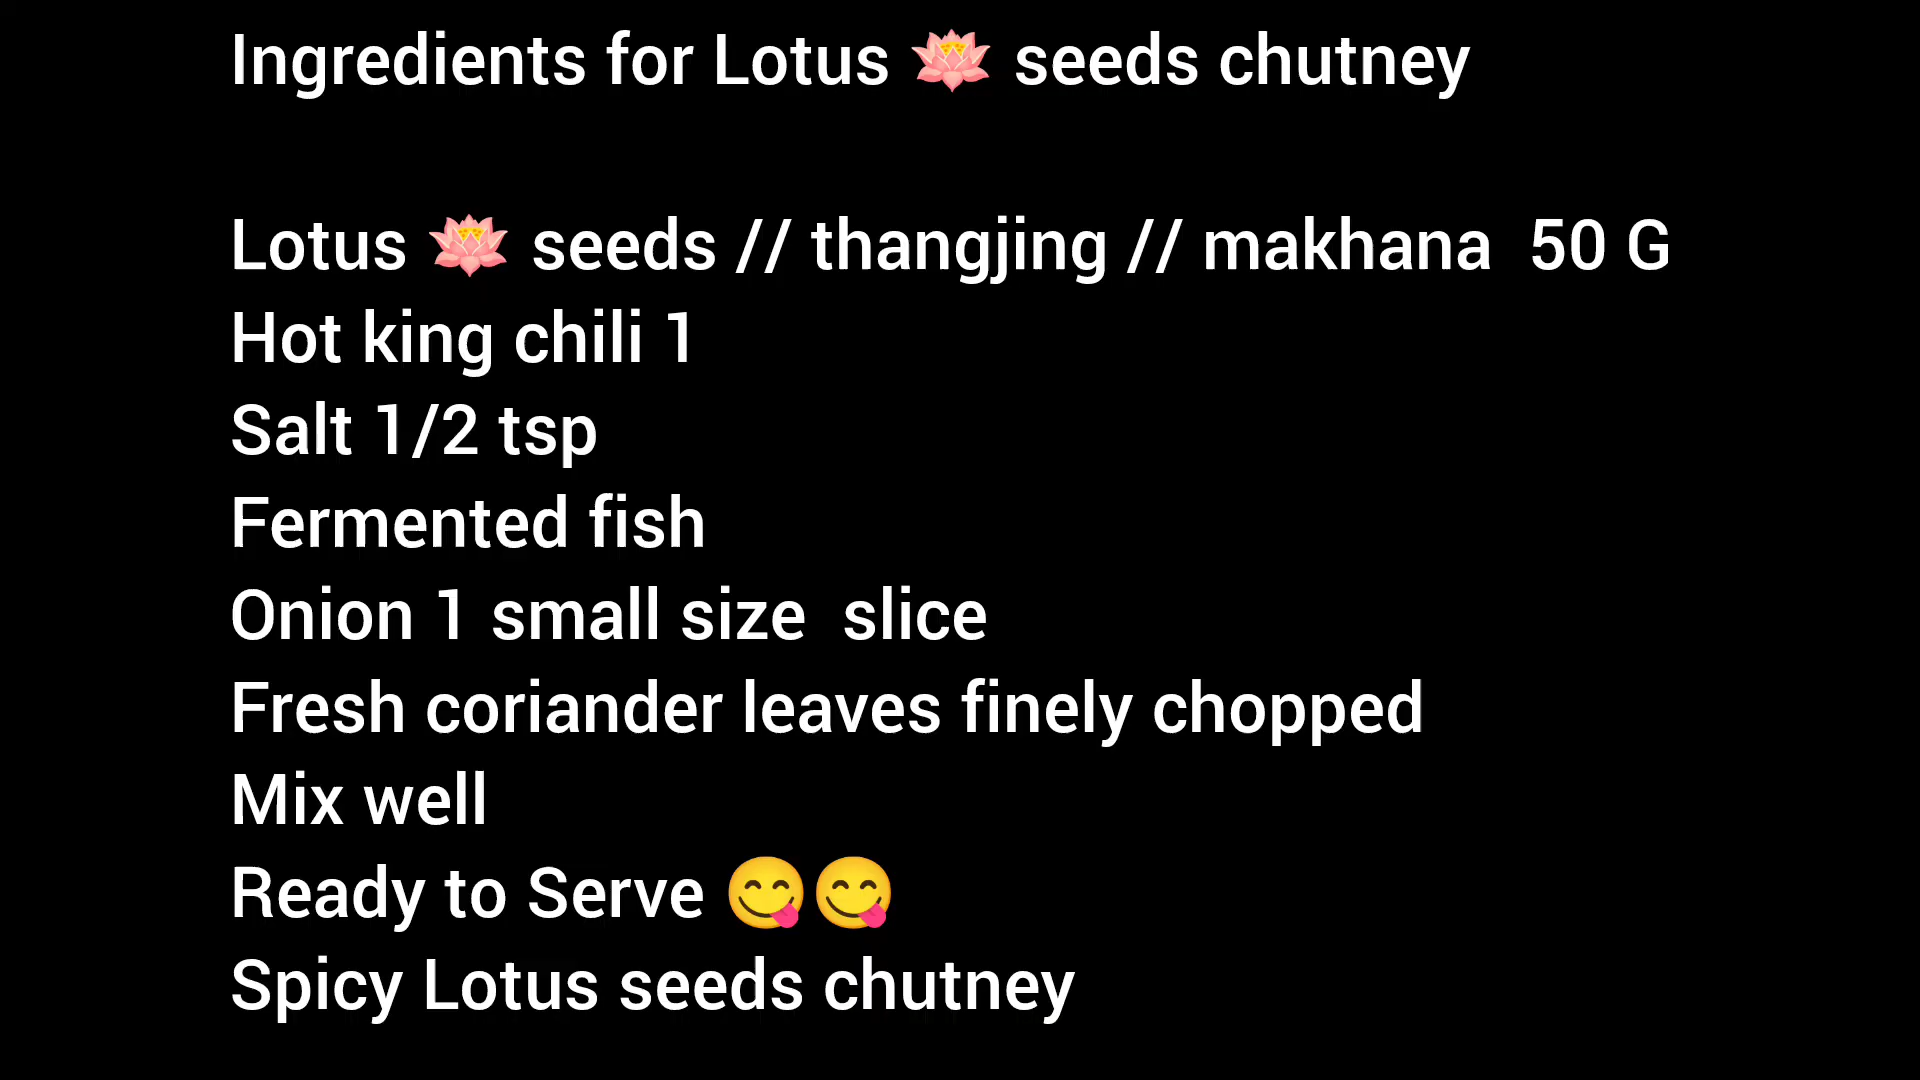 Ingredients for Lotus 🪷 seeds chutney
Lotus 🪷 seeds // thangjing // makhana  50 G
Hot king chili 1
Salt 1/2 tsp
Fermented fish
Onion 1 small size  slice
Fresh coriander leaves finely chopped
Mix well
Ready to Serve 😋😋
Spicy Lotus seeds chutney